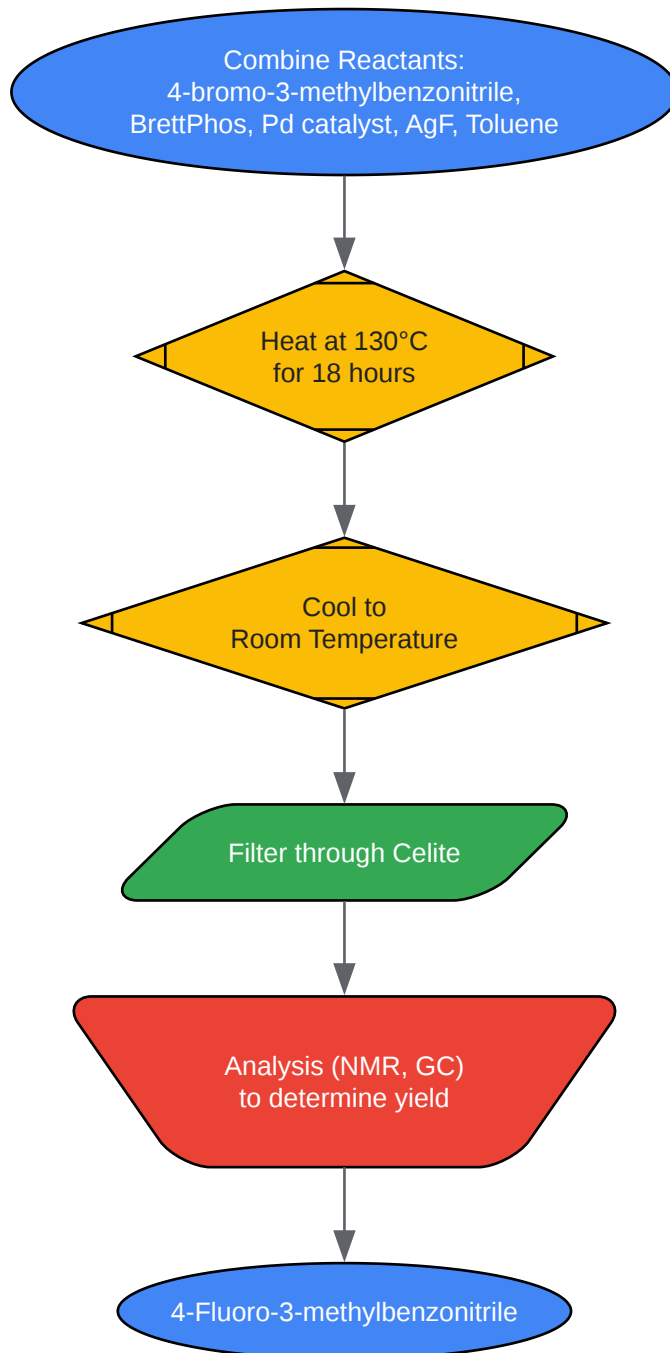 Combine Reactants:
4-bromo-3-methylbenzonitrile,
BrettPhos, Pd catalyst, AgF, Toluene
Heat at 130°C
for 18 hours
Cool to
Room Temperature
Filter through Celite
Analysis (NMR, GC)
to determine yield
4-Fluoro-3-methylbenzonitrile